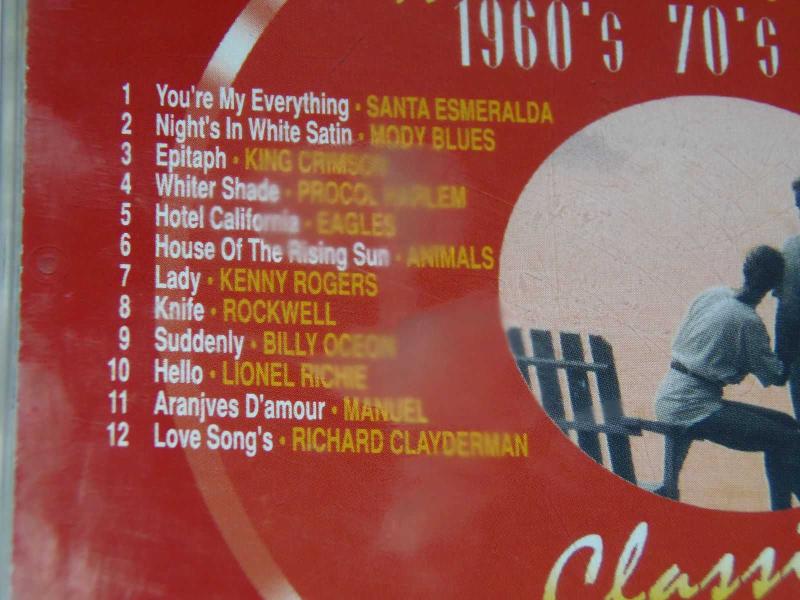 1960's 70's
1 You're My Everything • SANTA ESMERALDA
2 Night's In White Satin • MODY BLUES
3 Epitaph • KING CRIMSON
4 Whiter Shade • PROCOL HARLEM
5 Hotel California • EAGLES
6 House Of The Rising Sun • ANIMALS
7 Lady • KENNY ROGERS
8 Knife • ROCKWELL
9 Suddenly • BILLY OCEON
10 Hello • LIONEL RICHIE
11 Aranjves D'amour • MANUEL
12 Love Song's • RICHARD CLAYDERMAN